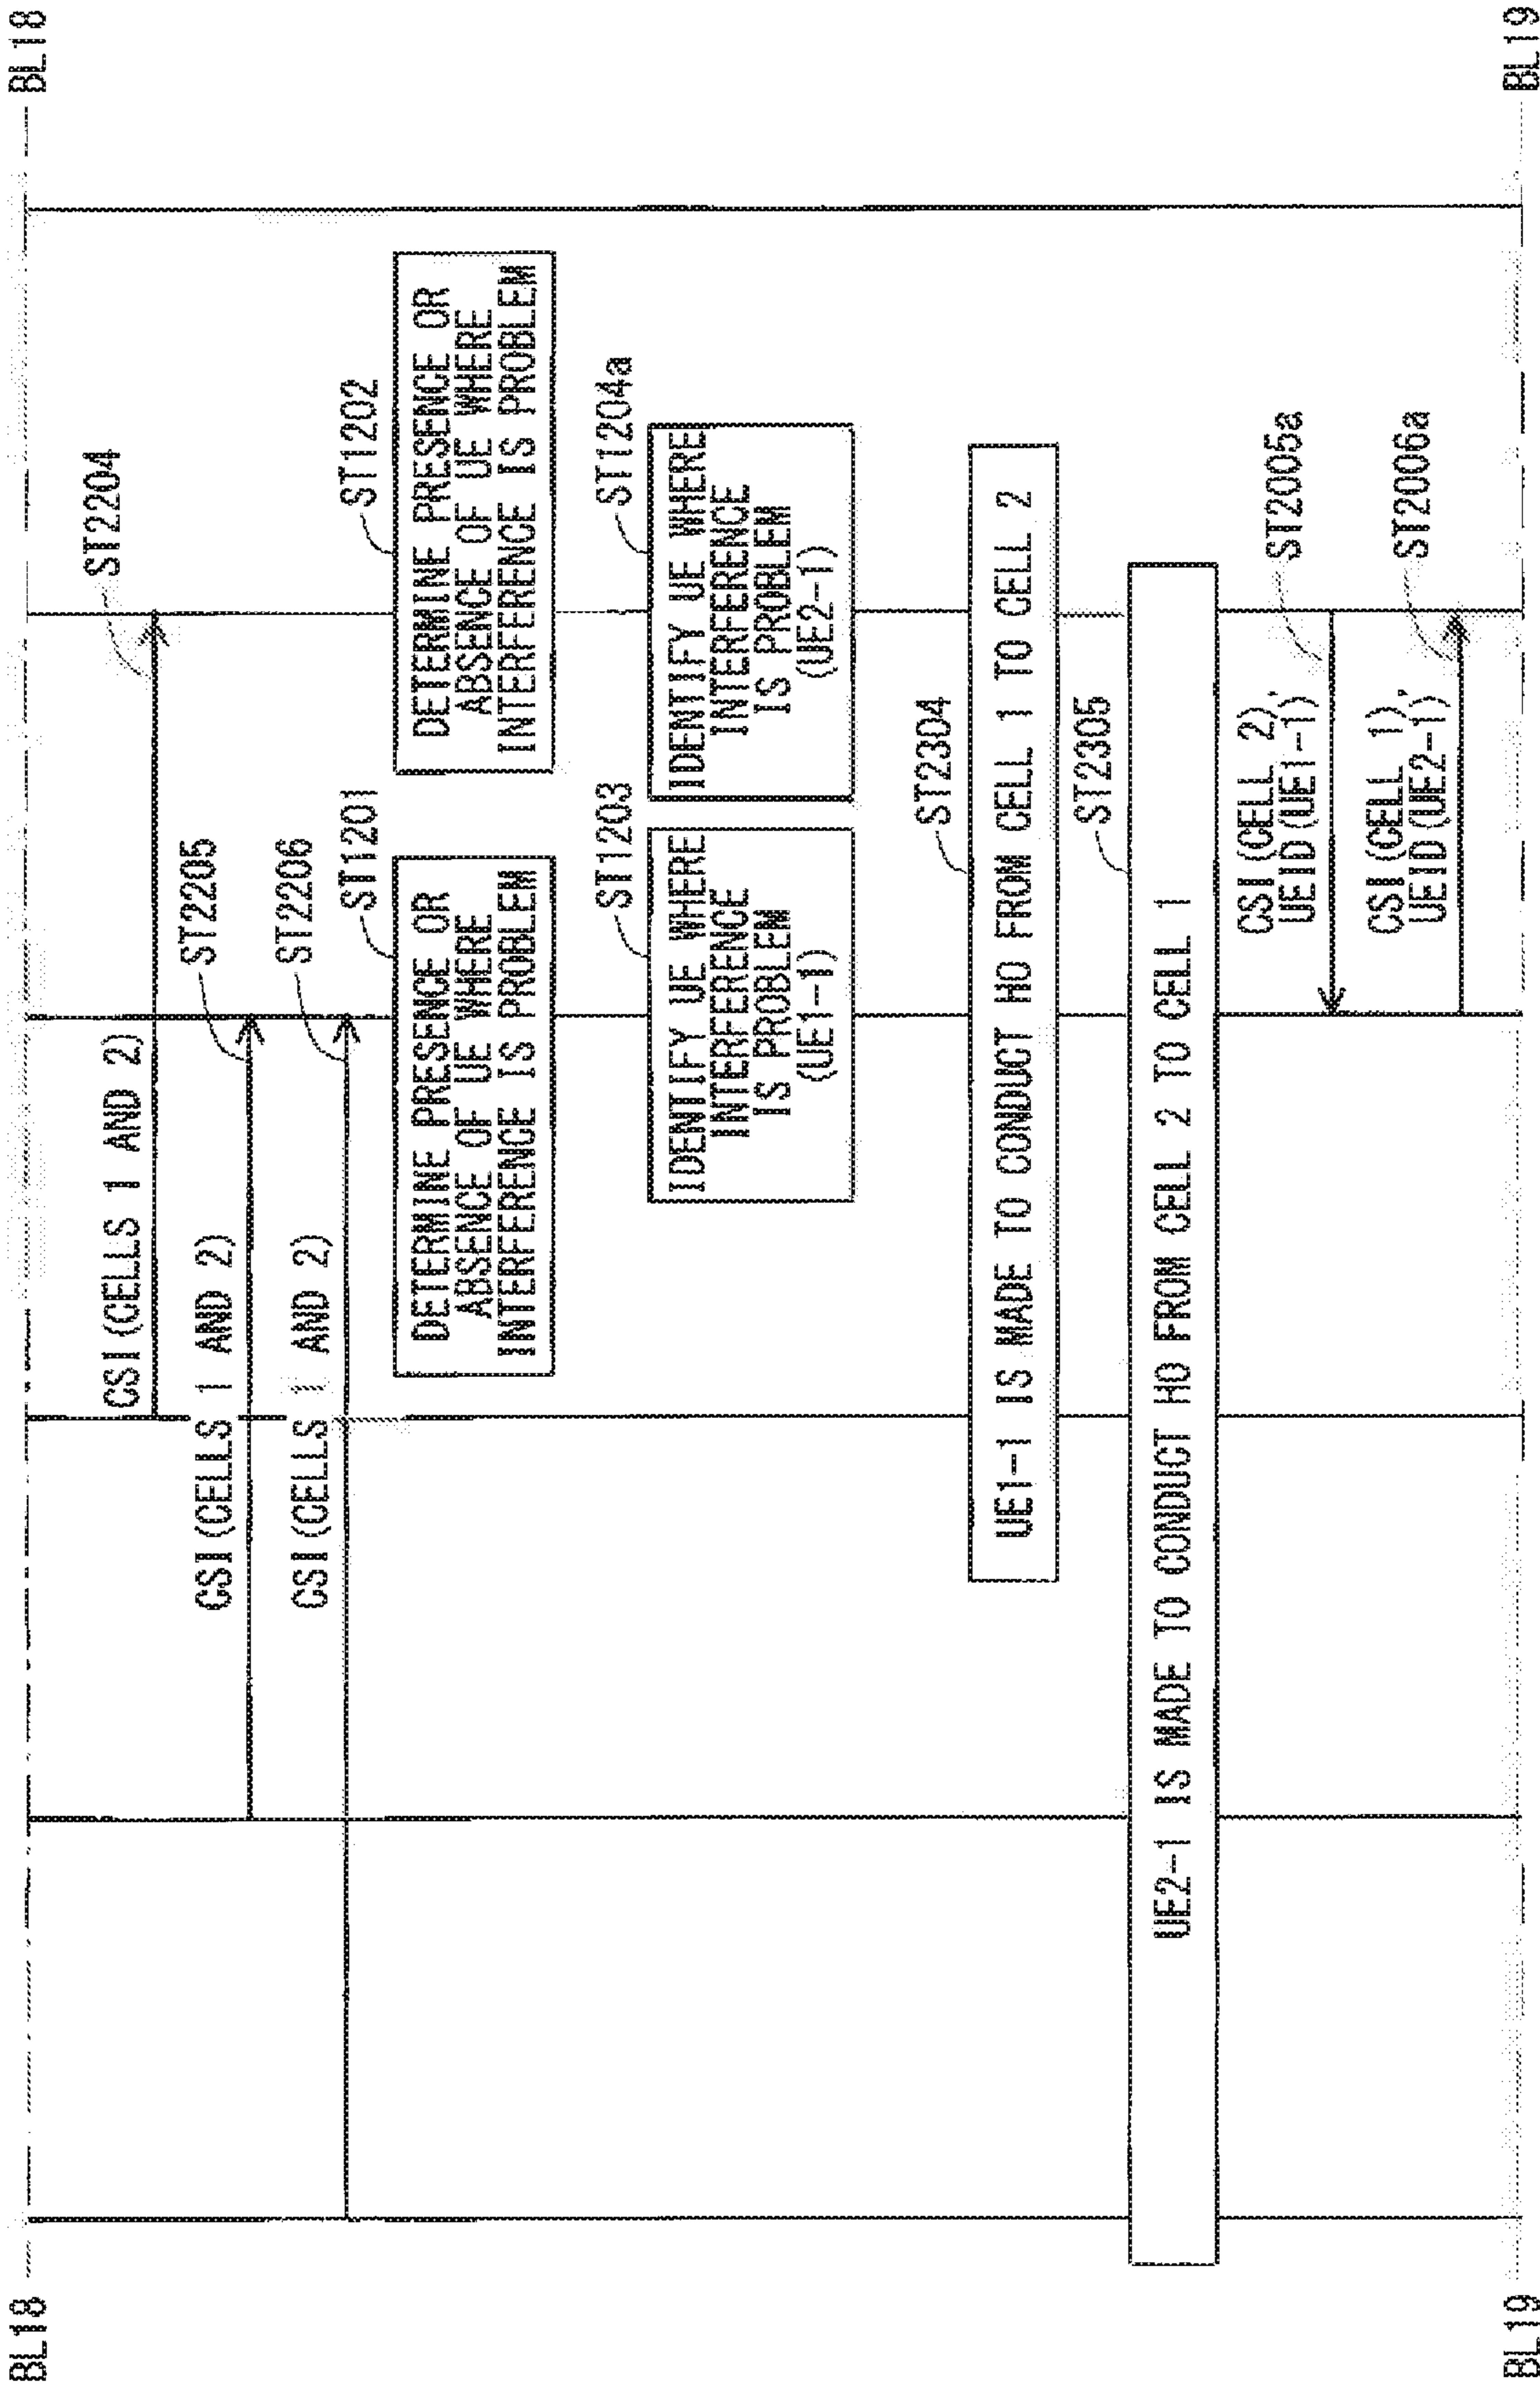 BL18
BL18
ST2204
CSI(CELLS 1 AND 2)
ST2205
CSI(CELLS 1 AND 2)
ST2206
CSI(CELLS 1 AND 2)
ST1201
ST1202
DETERMINE PRESENCE OR
ABSENCE OF UE WHERE
INTERFERENCE IS PROBLEM
DETERMINE PRESENCE OR
ABSENCE OF UE WHERE
INTERFERENCE IS PROBLEM
ST1203
ST1204a
IDENTIFY UE WHERE
INTERFERENCE
IS PROBLEM
(UE1-1)
IDENTIFY UE WHERE
INTERFERENCE
IS PROBLEM
(UE2-1)
ST2304
UE1-1 IS MADE TO CONDUCT HO FROM CELL 1 TO CELL 2
ST2305
UE2-1 IS MADE TO CONDUCT HO FROM CELL 2 TO CELL 1
CSI(CELL 2),
UEID(UE1-1)'
ST2005a
CSI(CELL 1),
UEID(UE2-1)'
ST2006a
BL19
BL19